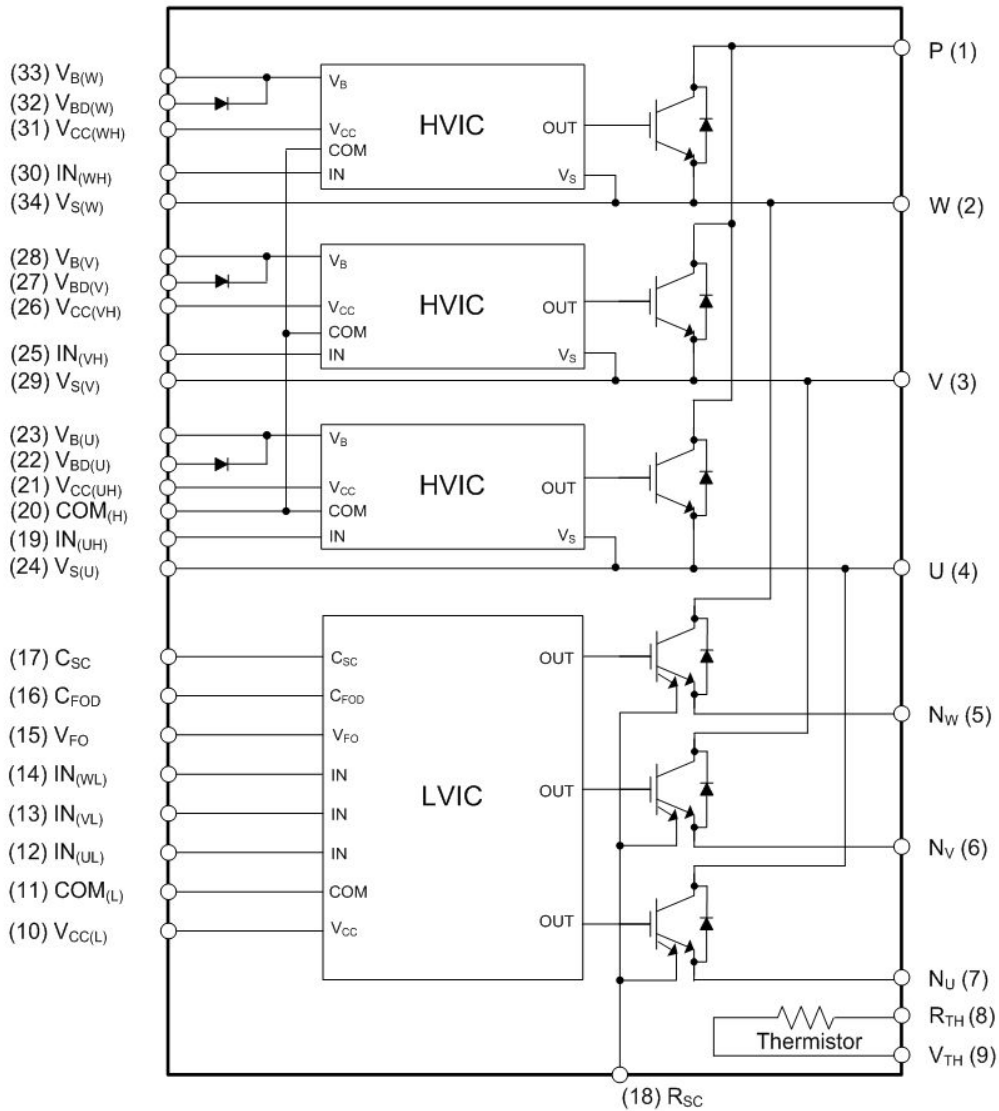 (33) VB(W)
(32) VBD(W)
(31) VCC(WH)
(30) IN(WH)
(34) VS(W)
VB
VCC
COM
IN
HVIC
OUT
VS
P (1)
W (2)
(28) VB(V)
(27) VBD(V)
(26) VCC(VH)
(25) IN(VH)
(29) VS(V)
VB
VCC
COM
IN
HVIC
OUT
VS
V (3)
(23) VB(U)
(22) VBD(U)
(21) VCC(UH)
(20) COM(H)
(19) IN(UH)
(24) VS(U)
VB
VCC
COM
IN
HVIC
OUT
VS
U (4)
(17) CSC
(16) CFOD
(15) VFO
(14) IN(WL)
(13) IN(VL)
(12) IN(UL)
(11) COM(L)
(10) VCC(L)
CSC
CFOD
VFO
IN
IN
IN
COM
VCC
LVIC
OUT
OUT
OUT
NW (5)
NV (6)
NU (7)
RTH (8)
Thermistor
VTH (9)
(18) RSC